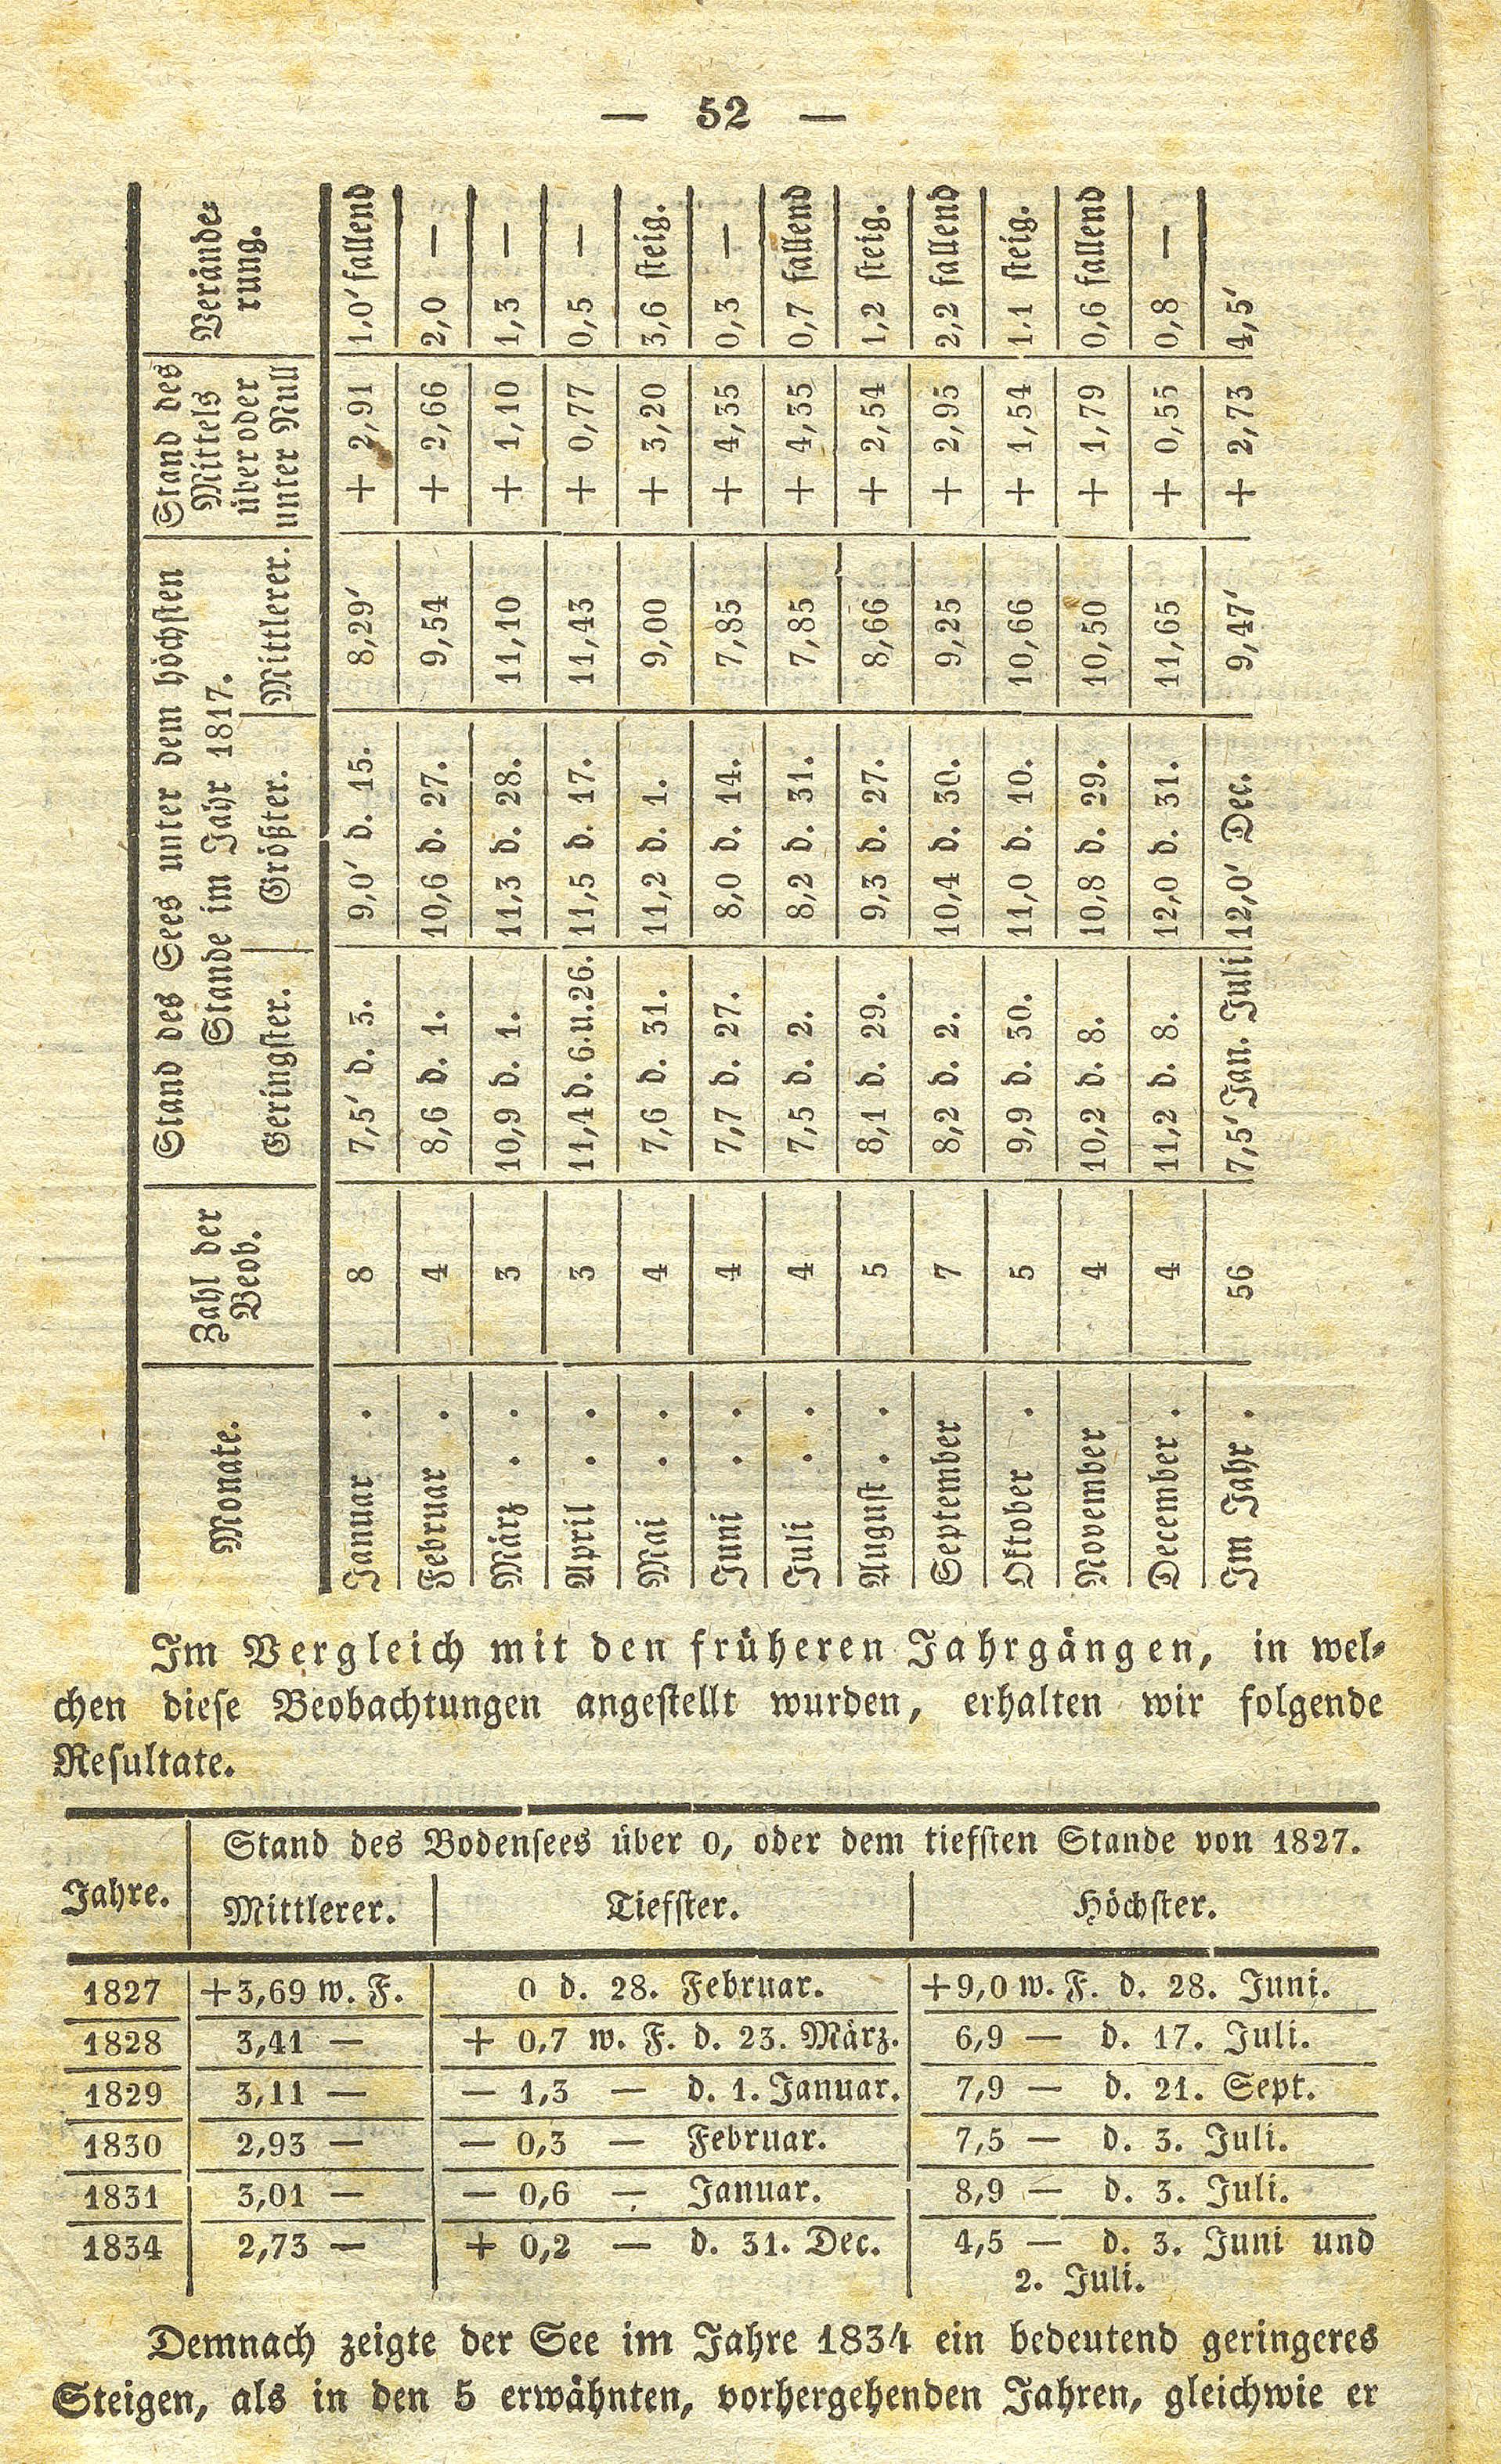 — 52 —
Monate.
Zahl der
Beob.
Stand des Sees unter dem höchsten
Stande im Jahr 1817.
Geringster.
Größter.
Mittlerer.
Stand des
Mittels
über oder
unter Null
Verände-
rung.
Januar . 8 7,5′ d. 3. 9,0′ d. 15. 8,29′ + 2,91 1,0′ fallend
Februar . 4 8,6 d. 1. 10,6 d. 27. 9,54 + 2,66 2,0 —
März . . 3 10,9 d. 1. 11,3 d. 28. 11,10 + 1,10 1,3 —
April . . 3 11,4 d. 6. u. 26. 11,5 d. 17. 11,43 + 0,77 0,5 —
Mai . . 4 7,6 d. 31. 11,2 d. 1. 9,00 + 3,20 3,6 steig.
Juni . . 4 7,7 d. 27. 8,0 d. 14. 7,85 + 4,35 0,3 —
Juli . . 4 7,5 d. 2. 8,2 d. 31. 7,85 + 4,35 0,7 fallend
August . . 5 8,1 d. 29. 9,3 d. 27. 8,66 + 2,54 1,2 steig.
September 7 8,2 d. 2. 10,4 d. 30. 9,25 + 2,95 2,2 fallend
Oktober . 5 9,9 d. 30. 11,0 d. 10. 10,66 + 1,54 1,1 steig.
November 4 10,2 d. 8. 10,8 d. 29. 10,50 + 1,79 0,6 fallend
December . 4 11,2 d. 8. 12,0 d. 31. 11,65 + 0,55 0,8 —
Im Jahr . 56 7,5′ Jan. Juli 12,0′ Dec. 9,47′ + 2,73 4,5′
Im Vergleich mit den früheren Jahrgängen, in wel-
chen diese Beobachtungen angestellt wurden, erhalten wir folgende
Resultate.
Jahre.
Stand des Bodensees über 0, oder dem tiefsten Stande von 1827.
Mittlerer. Tiefster. Höchster.
1827 +3,69 w. F. 0 d. 28. Februar. +9,0 w. F. d. 28. Juni.
1828 3,41 — + 0,7 w. F. d. 23. März. 6,9 — d. 17. Juli.
1829 3,11 — — 1,3 — d. 1. Januar. 7,9 — d. 21. Sept.
1830 2,93 — — 0,3 — Februar. 7,5 — d. 3. Juli.
1831 3,01 — — 0,6 — Januar. 8,9 — d. 3. Juli.
1834 2,73 — + 0,2 — d. 31. Dec. 4,5 — d. 3. Juni und
2. Juli.
Demnach zeigte der See im Jahre 1834 ein bedeutend geringeres
Steigen, als in den 5 erwähnten, vorhergehenden Jahren, gleichwie er